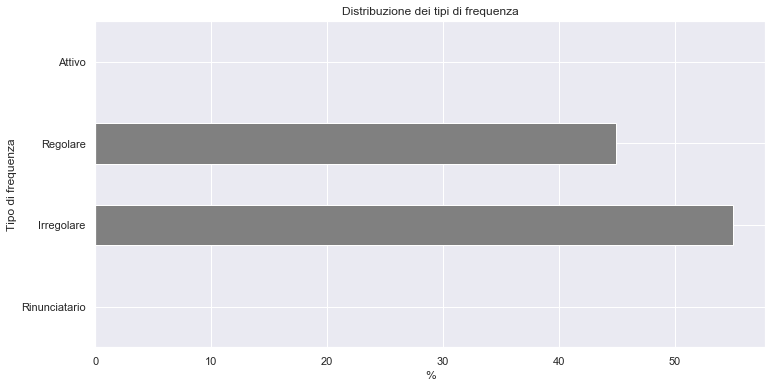 Distribuzione dei tipi di frequenza
Tipo di frequenza
Attivo
Regolare
Irregolare
Rinunciatario
0 10 20 30 40 50
%